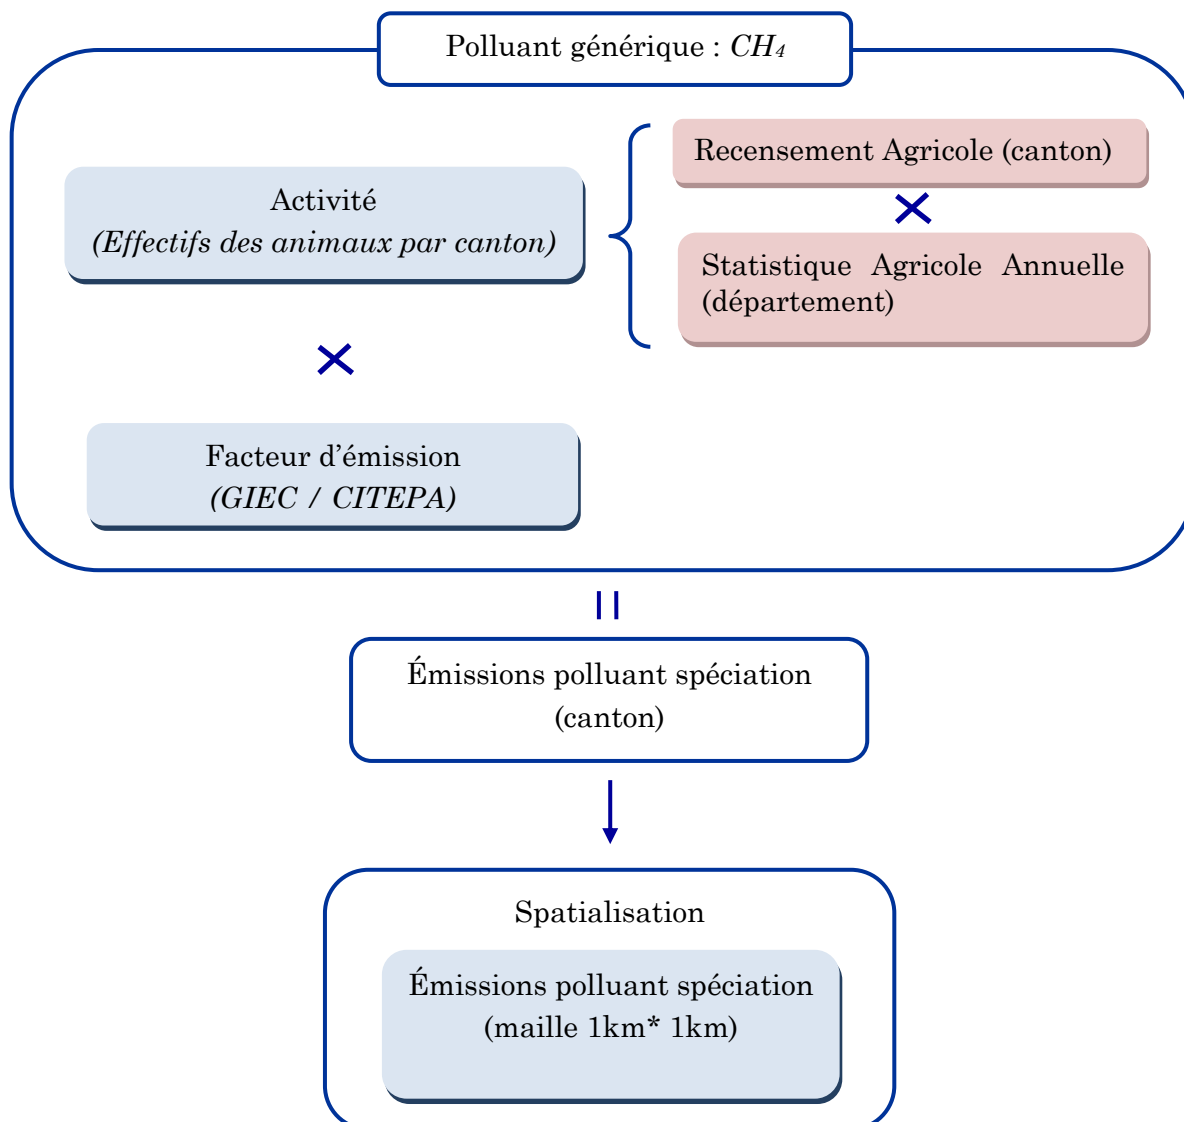 Polluant générique : CH₄
Recensement Agricole (canton)
Activité
(Effectifs des animaux par canton)
×
Statistique Agricole Annuelle
(département)
×
Facteur d'émission
(GIEC / CITEPA)
=
Émissions polluant spéciation
(canton)
Spatialisation
Émissions polluant spéciation
(maille 1km* 1km)